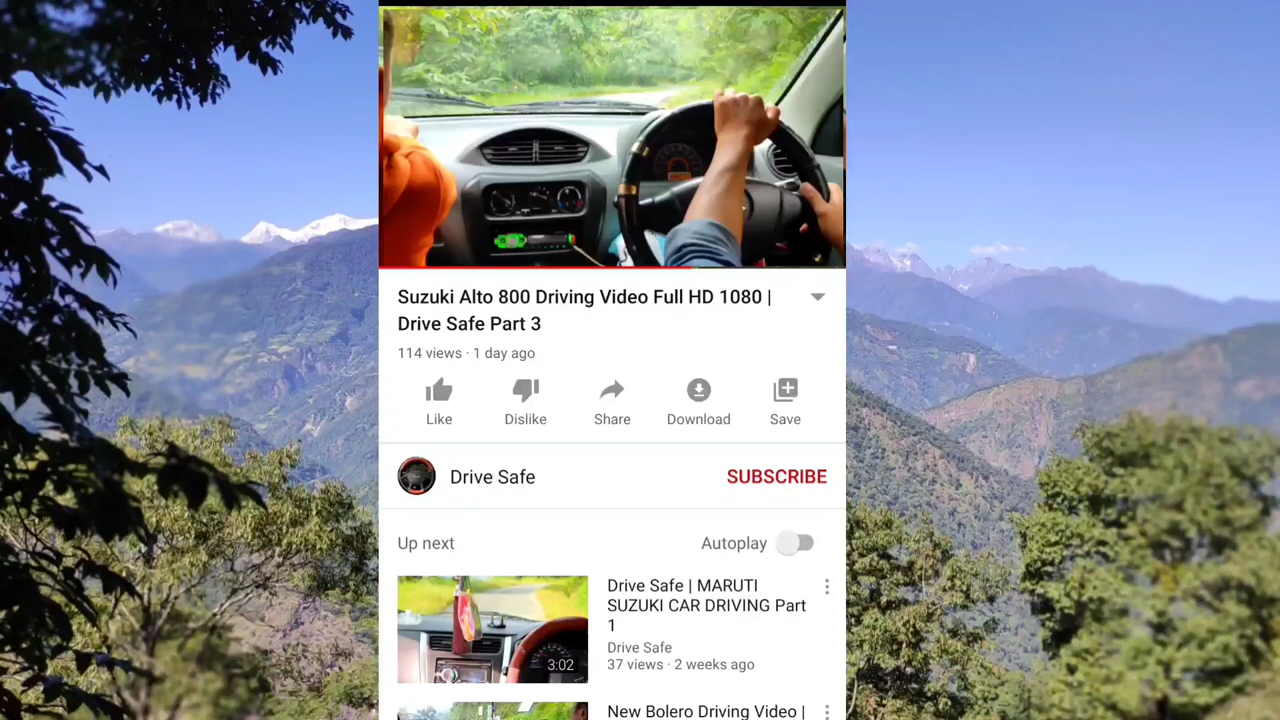 Suzuki Alto 800 Driving Video Full HD 1080 |
Drive Safe Part 3
114 views · 1 day ago
Like
Dislike
Share
Download
Save
Drive Safe
SUBSCRIBE
Up next
Autoplay
3:02
Drive Safe | MARUTI
SUZUKI CAR DRIVING Part
1
Drive Safe
37 views · 2 weeks ago
New Bolero Driving Video |